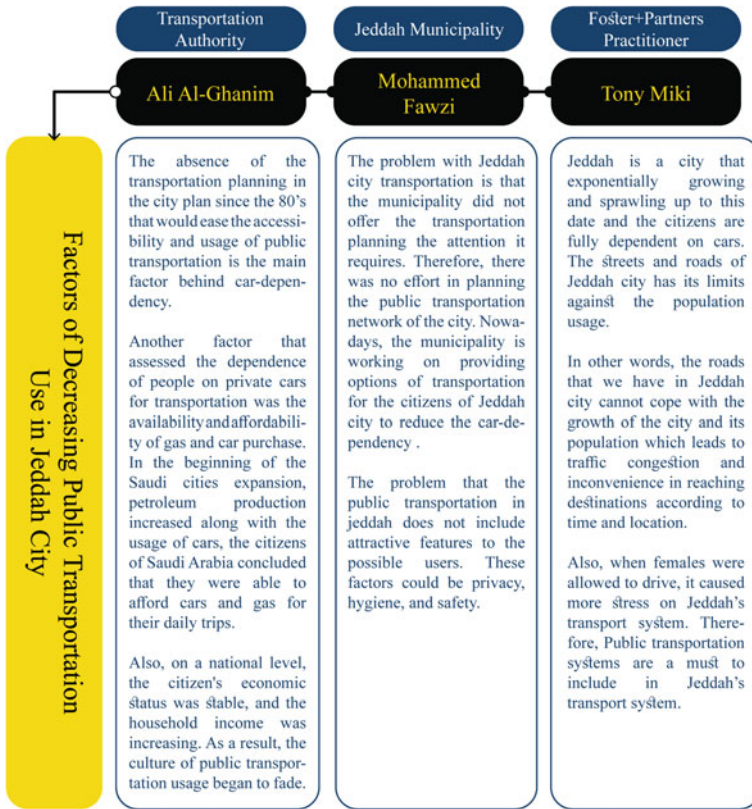 Transportation
Authority
Jeddah Municipality
Foster+Partners
Practitioner
Ali Al-Ghanim
Mohammed
Fawzi
Tony Miki
Factors of Decreasing Public Transportation
Use in Jeddah City
The absence of the
transportation planning in
the city plan since the 80's
that would ease the accessi-
bility and usage of public
transportation is the main
factor behind car-depen-
dency.
Another factor that
assessed the dependence
of people on private cars
for transportation was the
availability and affordabil-
ity of gas and car purchase.
In the beginning of the
Saudi cities expansion,
petroleum production
increased along with the
usage of cars, the citizens
of Saudi Arabia concluded
that they were able to
afford cars and gas for
their daily trips.
Also, on a national level,
the citizen's economic
status was stable, and the
household income was
increasing. As a result, the
culture of public transpor-
tation usage began to fade.
The problem with Jeddah
city transportation is that
the municipality did not
offer the transportation
planning the attention it
requires. Therefore, there
was no effort in planning
the public transportation
network of the city. Nowa-
days, the municipality is
working on providing
options of transportation
for the citizens of Jeddah
city to reduce the car-de-
pendency .
The problem that the
public transportation in
jeddah does not include
attractive features to the
possible users. These
factors could be privacy,
hygiene, and safety.
Jeddah is a city that
exponentially growing
and sprawling up to this
date and the citizens are
fully dependent on cars.
The streets and roads of
Jeddah city has its limits
against the population
usage.
In other words, the roads
that we have in Jeddah
city cannot cope with the
growth of the city and its
population which leads to
traffic congestion and
inconvenience in reaching
destinations according to
time and location.
Also, when females were
allowed to drive, it caused
more stress on Jeddah's
transport system. There-
fore, Public transportation
systems are a must to
include in Jeddah's
transport system.